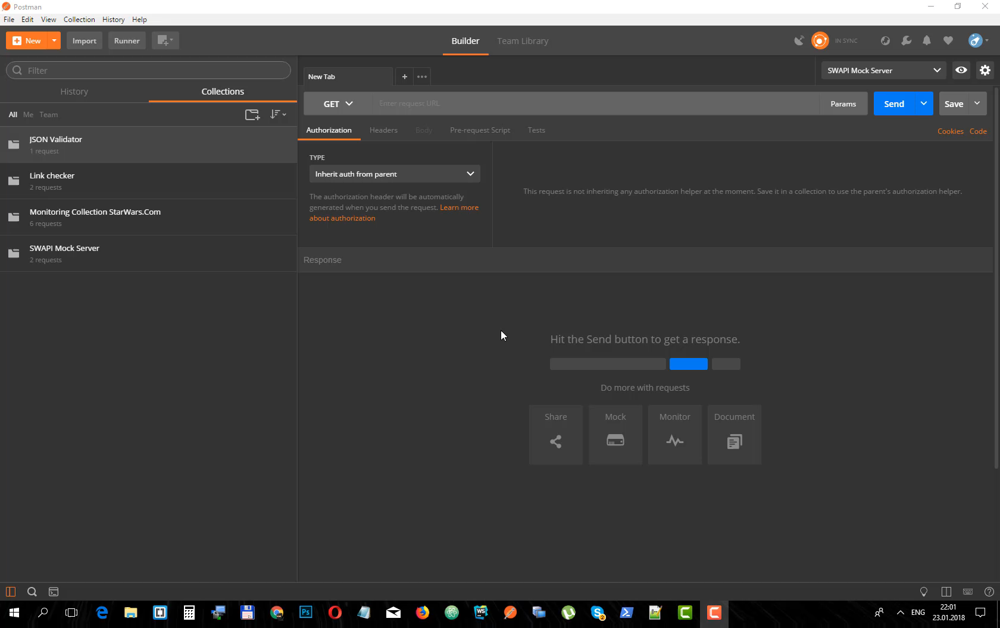 Postman
File Edit View Collection History Help
New Import Runner Builder Team Library IN SYNC
Filter
History Collections
All Me Team
JSON Validator
1 request
Link checker
2 requests
Monitoring Collection StarWars.Com
6 requests
SWAPI Mock Server
2 requests
New Tab
SWAPI Mock Server
GET Enter request URL Params Send Save
Authorization Headers Body Pre-request Script Tests Cookies Code
TYPE
Inherit auth from parent
The authorization header will be automatically
generated when you send the request. Learn more
about authorization
This request is not inheriting any authorization helper at the moment. Save it in a collection to use the parent's authorization helper.
Response
Hit the Send button to get a response.
Do more with requests
Share Mock Monitor Document
Ps WS 2 ENG 22:01
23.01.2018